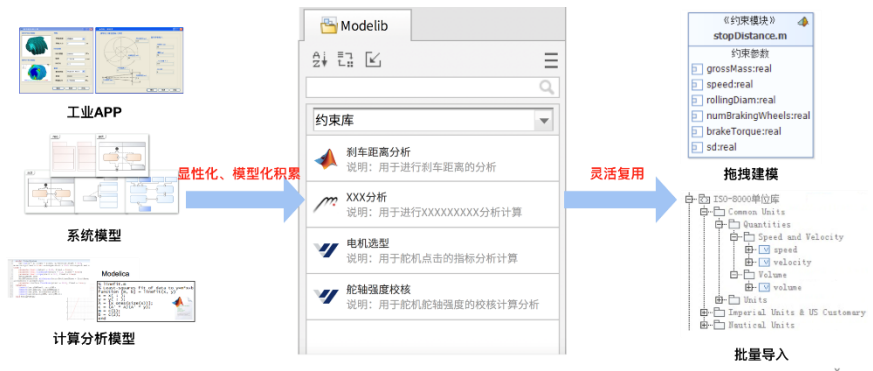 工业APP
系统模型
Modelica
计算分析模型
显性化、模型化积累
Modelib
约束库
刹车距离分析
说明：用于进行刹车距离的分析
XXX分析
说明：用于进行XXXXXXXXX分析计算
电机选型
说明：用于舵机点击的指标分析计算
舵轴强度校核
说明：用于舵机舵轴强度的校核计算分析
灵活复用
《约束模块》
stopDistance.m
约束参数
grossMass:real
speed:real
rollingDiam:real
numBrakingWheels:real
brakeTorque:real
sd:real
拖拽建模
ISO-8000单位库
Common Units
Quantities
Speed and Velocity
speed
velocity
Volume
volume
Units
Imperial Units & US Customary
Nautical Units
批量导入